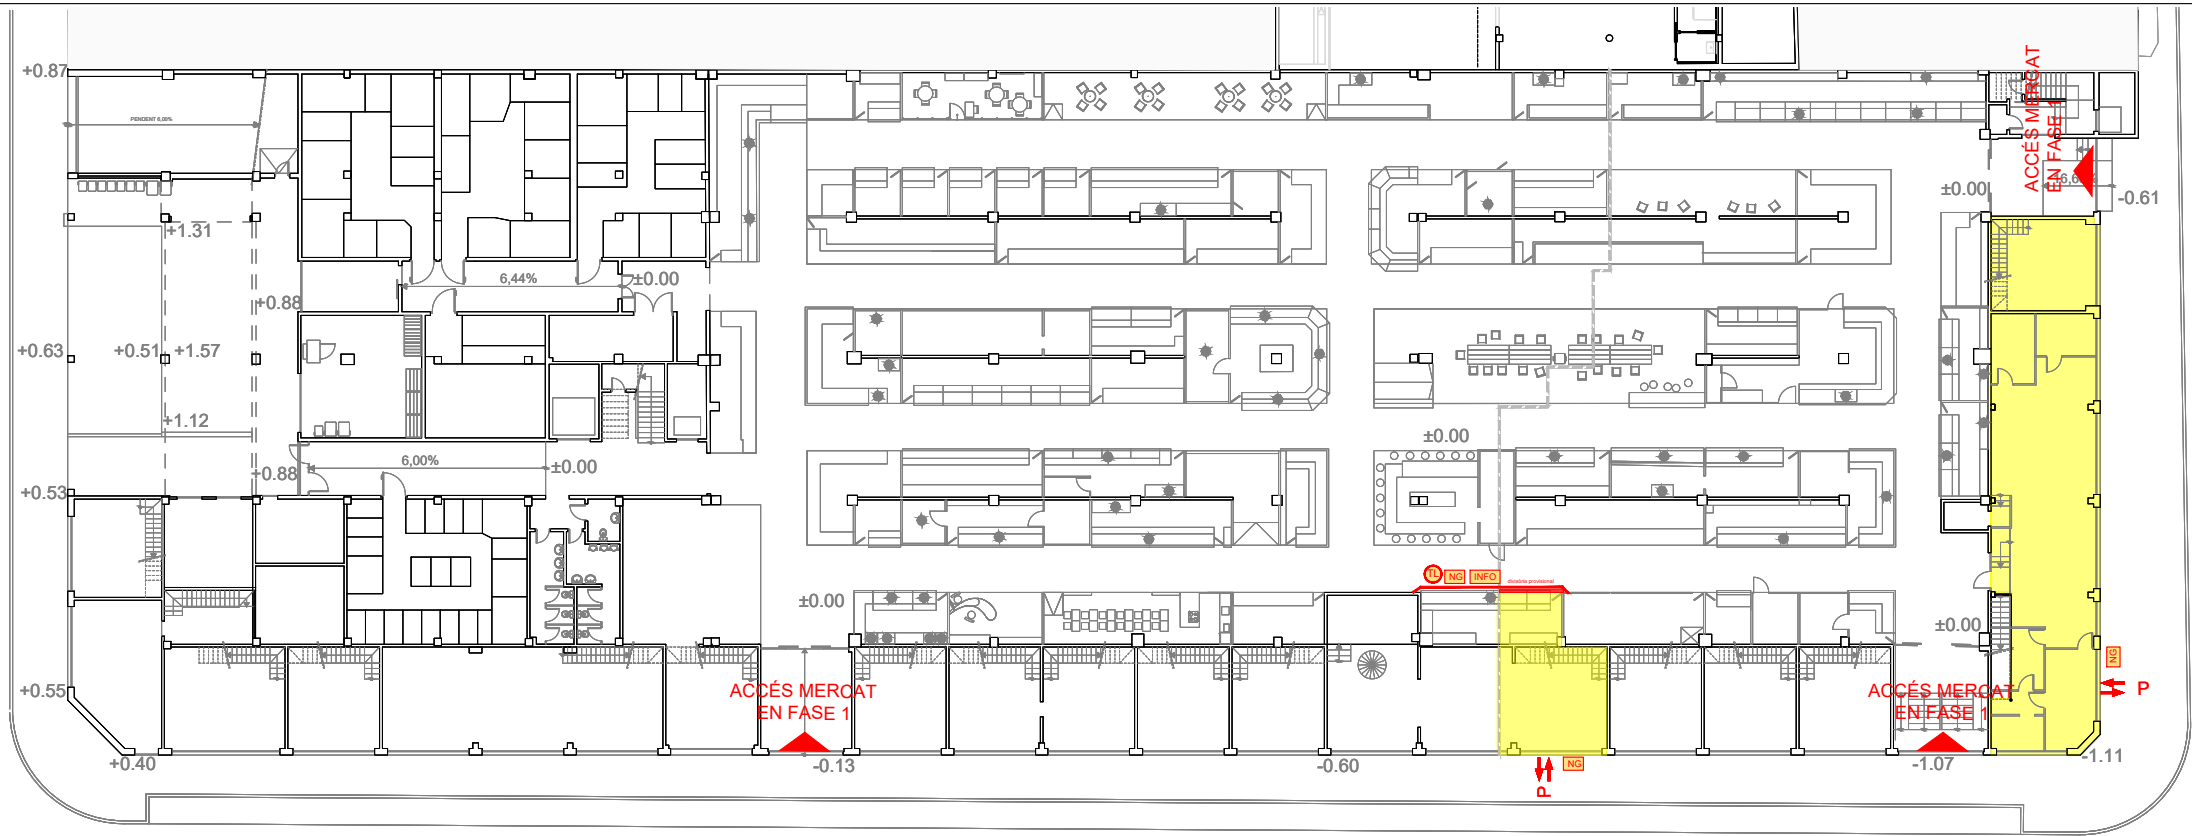 +0.87
PENDENT 6,00%
ACCÉS MERCAT
EN FASE 1
±0.00
-0.61
+1.31
6,44%
±0.00
+0.88
+0.63
+0.51
+1.57
+1.12
±0.00
6,00%
±0.00
+0.88
+0.53
TL
NG
INFO
divisòria provisional
±0.00
±0.00
NG
P
+0.55
ACCÉS MERCAT
EN FASE 1
ACCÉS MERCAT
EN FASE 1
+0.40
-0.13
-0.60
P
NG
-1.07
-1.11